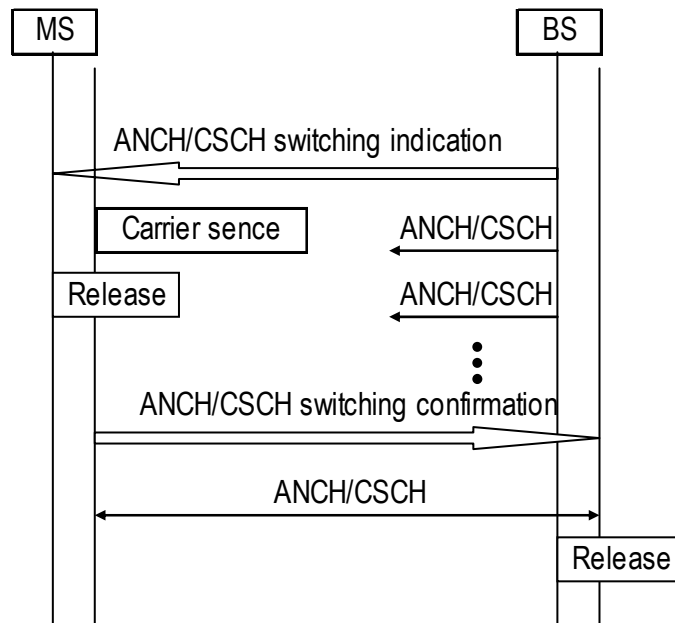 MS
BS
ANCH/CSCH switching indication
Carrier sence
ANCH/CSCH
Release
ANCH/CSCH
ANCH/CSCH switching confirmation
ANCH/CSCH
Release